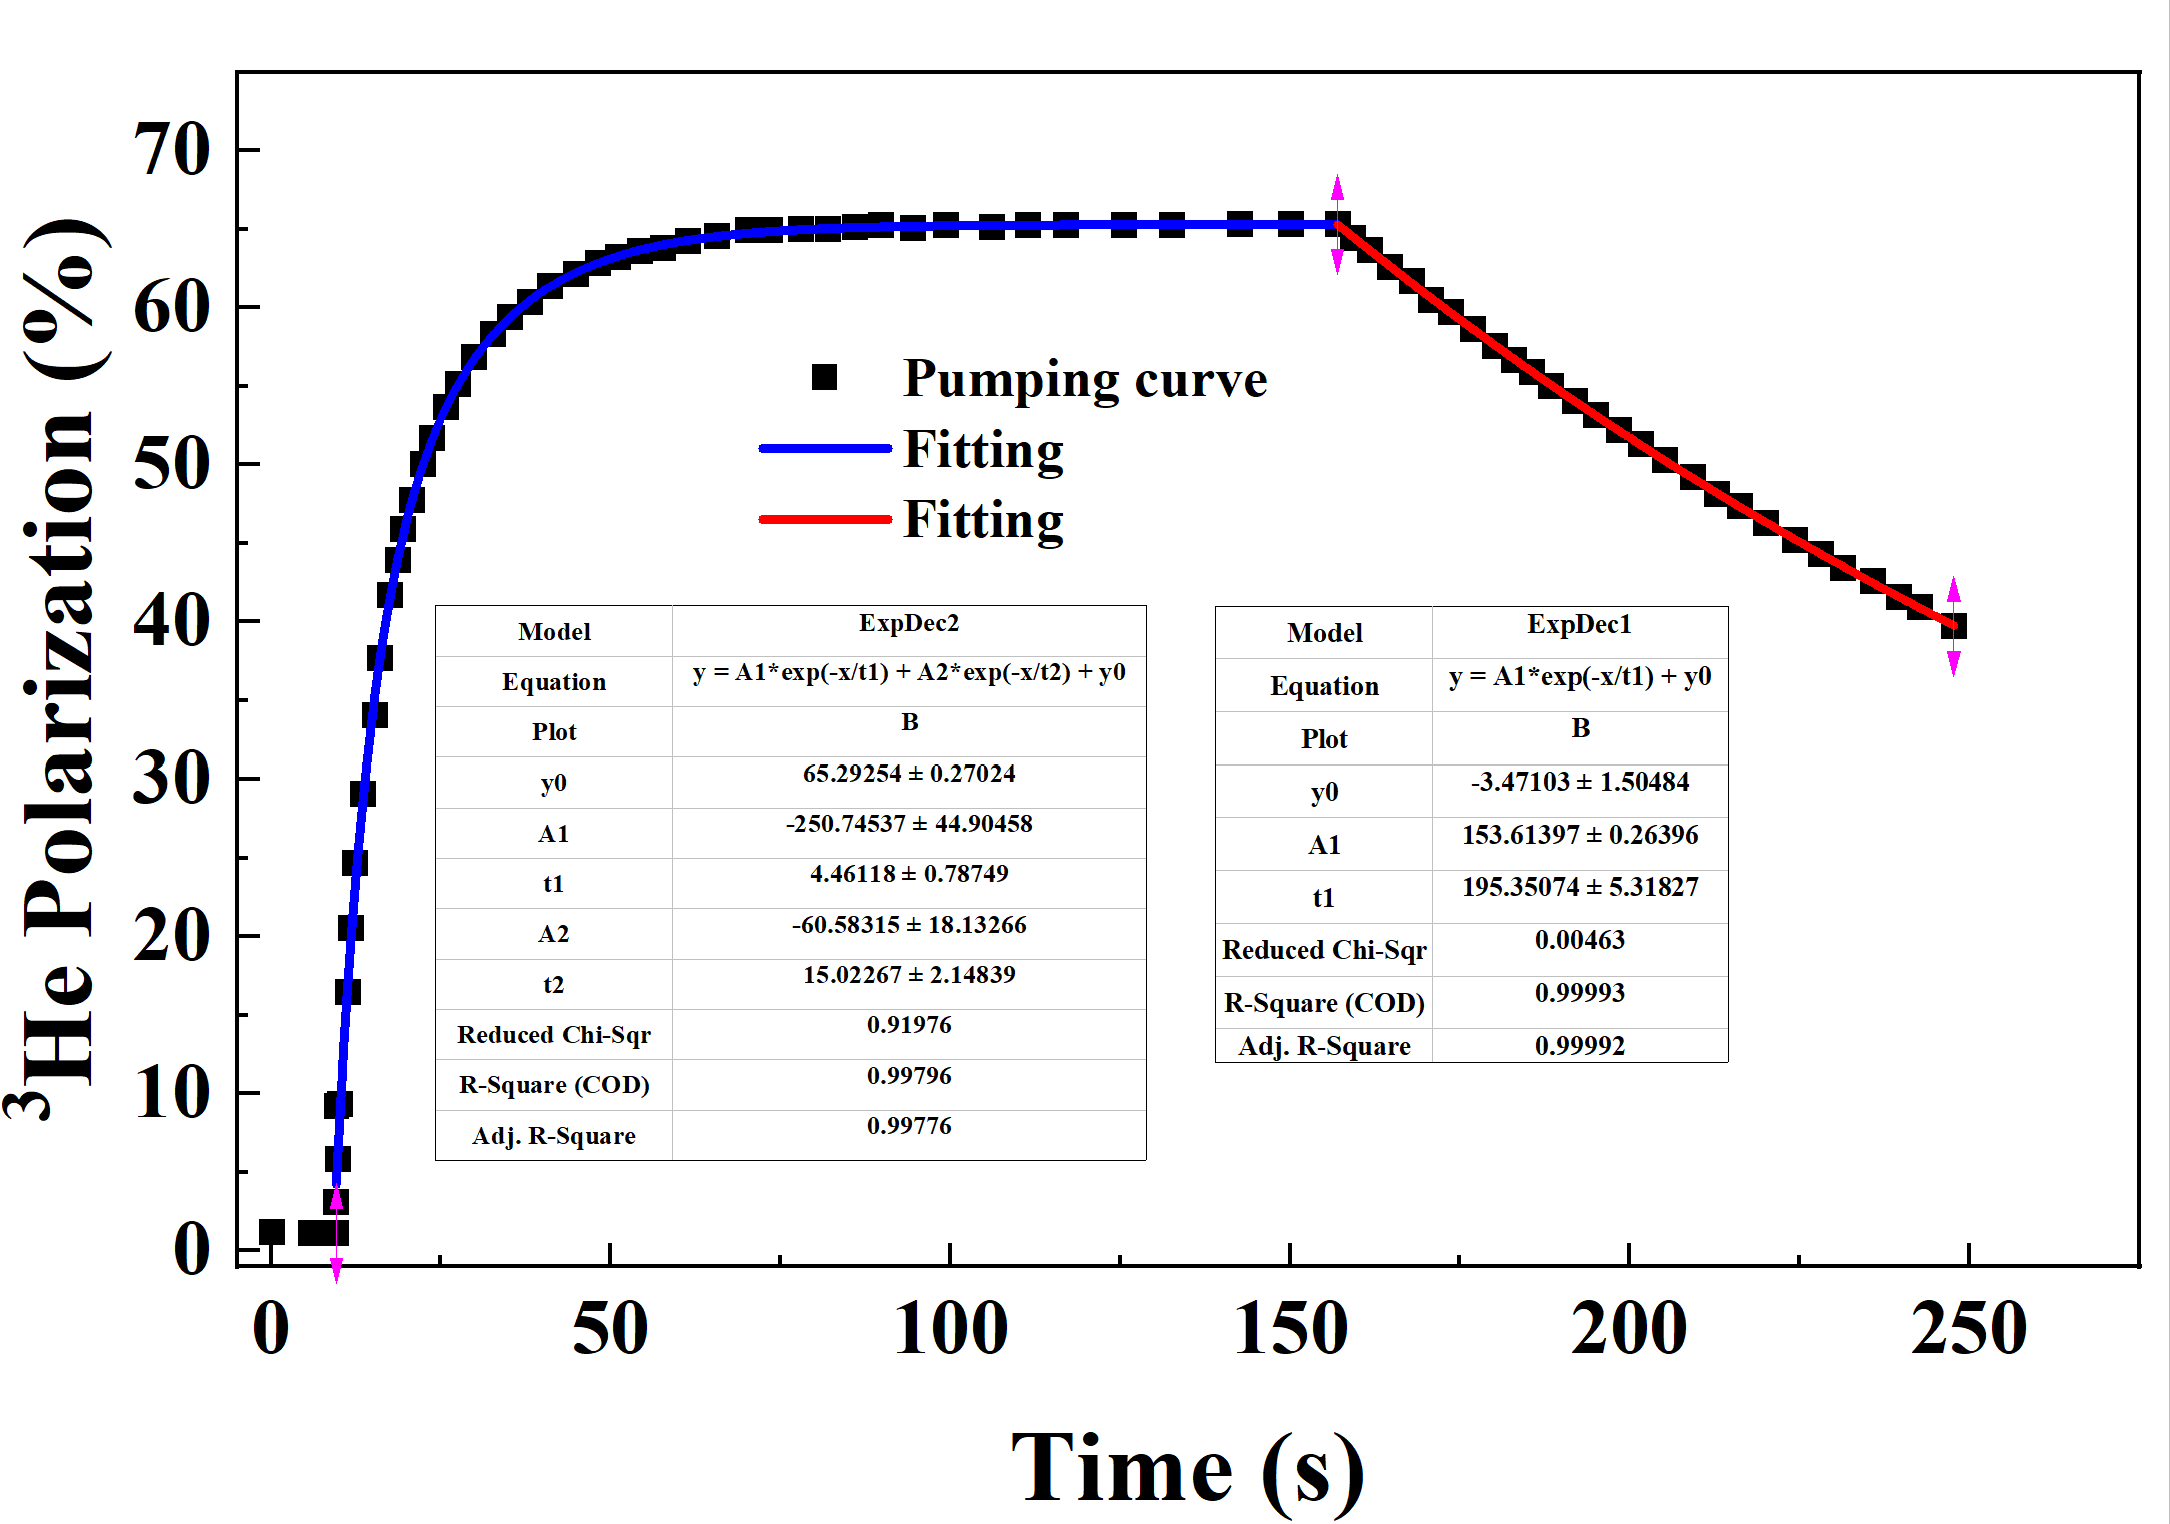 ³He Polarization (%)
70
60
50
40
30
20
10
0
Pumping curve
Fitting
Fitting
Model ExpDec2
Equation y = A1*exp(-x/t1) + A2*exp(-x/t2) + y0
Plot B
y0 65.29254 ± 0.27024
A1 -250.74537 ± 44.90458
t1 4.46118 ± 0.78749
A2 -60.58315 ± 18.13266
t2 15.02267 ± 2.14839
Reduced Chi-Sqr 0.91976
R-Square (COD) 0.99796
Adj. R-Square 0.99776
Model ExpDec1
Equation y = A1*exp(-x/t1) + y0
Plot B
y0 -3.47103 ± 1.50484
A1 153.61397 ± 0.26396
t1 195.35074 ± 5.31827
Reduced Chi-Sqr 0.00463
R-Square (COD) 0.99993
Adj. R-Square 0.99992
0 50 100 150 200 250
Time (s)